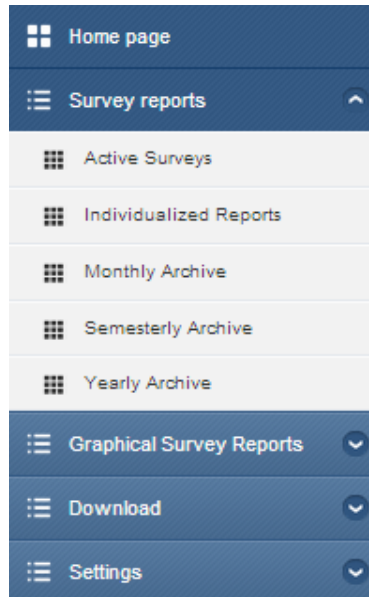 Home page
Survey reports
Active Surveys
Individualized Reports
Monthly Archive
Semesterly Archive
Yearly Archive
Graphical Survey Reports
Download
Settings